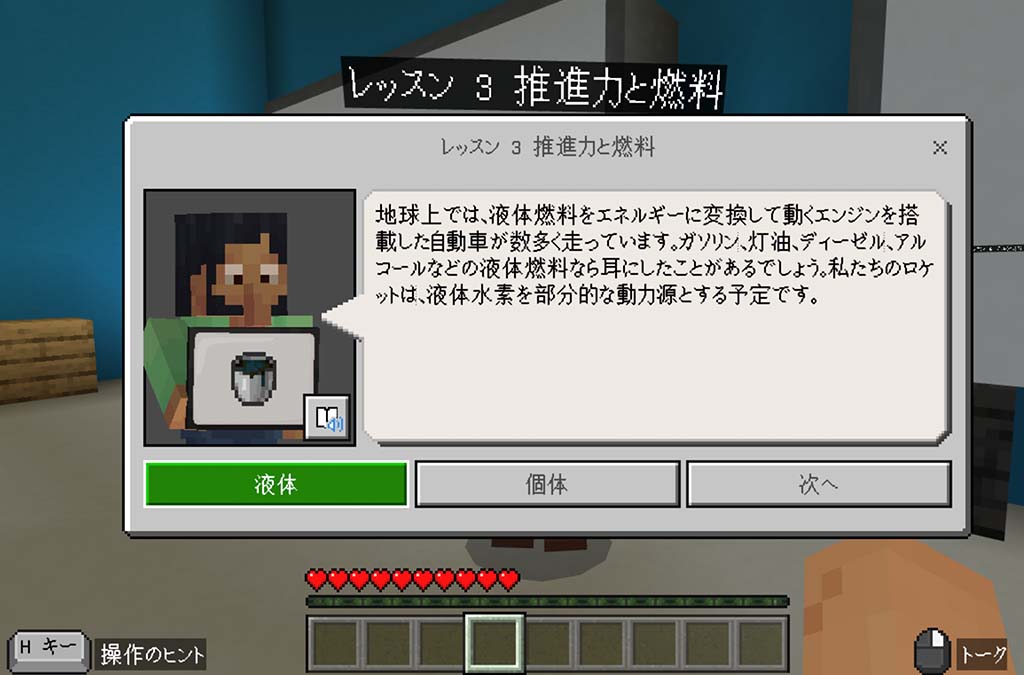 レッスン 3 推進力と燃料
レッスン 3 推進力と燃料
地球上では、液体燃料をエネルギーに変換して動くエンジンを搭
載した自動車が数多く走っています。ガソリン、灯油、ディーゼル、アル
コールなどの液体燃料なら耳にしたことがあるでしょう。私たちのロケ
ットは、液体水素を部分的な動力源とする予定です。
液体
個体
次へ
H キー
操作のヒント
トーク